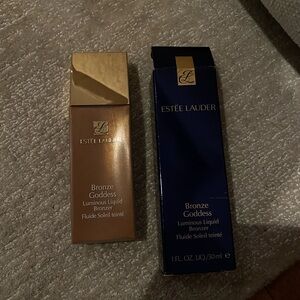 ESTĒE LAUDER
Bronze
Goddess
Luminous Liquid
Bronzer
Fluide Soleil teinté
ESTĒE LAUDER
Bronze
Goddess
Luminous Liquid
Bronzer
Fluide Soleil teinté
1 FL. OZ. LIQ/30 ml e